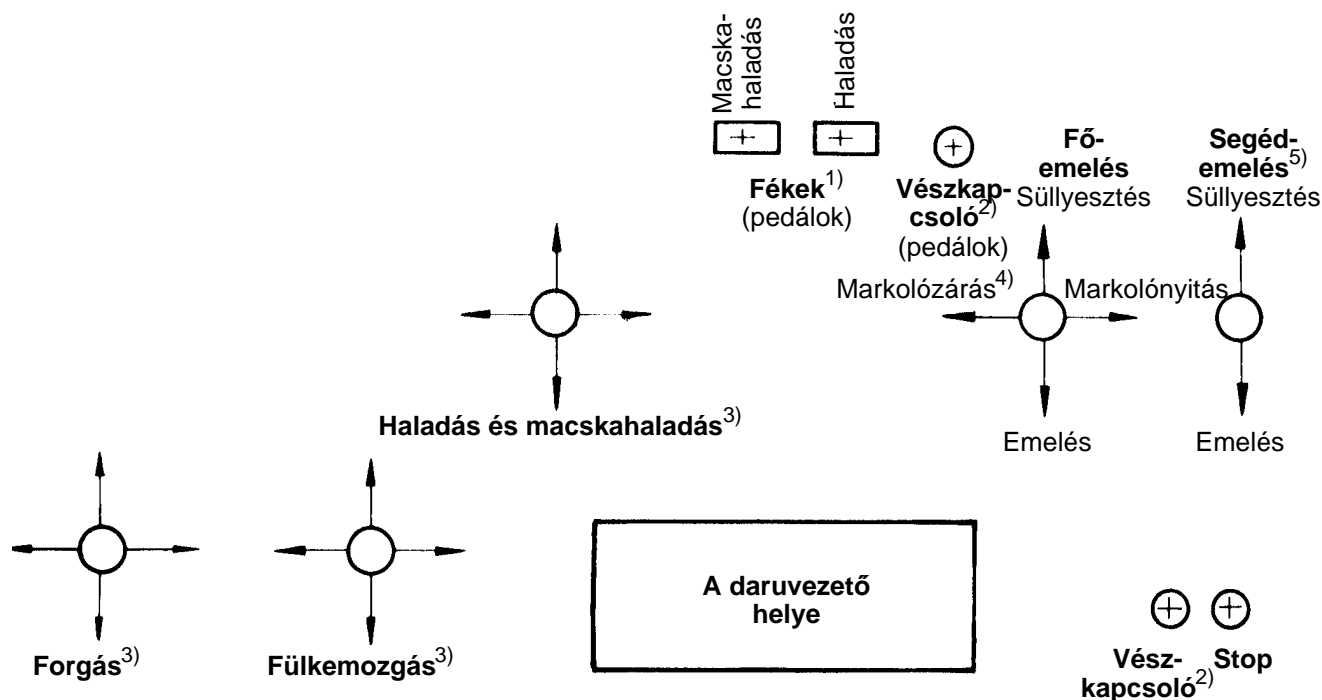 Macska-
haladás
Haladás
Fékek1)
(pedálok)
Vészkap-
csoló2)
(pedálok)
Fő-
emelés
Süllyesztés
Segéd-
emelés5)
Süllyesztés
Markolózárás4)
Markolónyitás
Emelés
Emelés
Haladás és macskahaladás3)
Forgás3)
Fülkemozgás3)
A daruvezető
helye
Vész-
kapcsoló2)
Stop